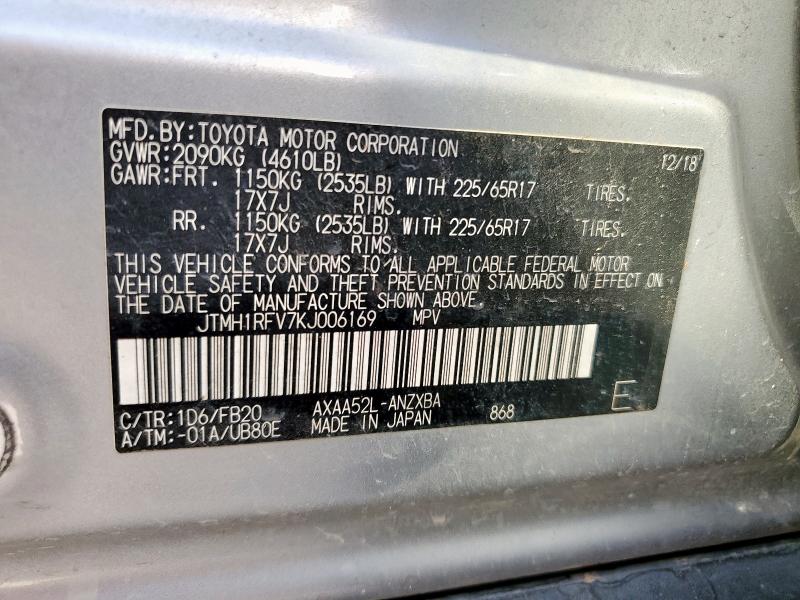 MFD.BY:TOYOTA MOTOR CORPORATION 12/18
GVWR:2090KG (4610LB)
GAWR:FRT. 1150KG (2535LB) WITH 225/65R17 TIRES.
17X7J RIMS.
RR. 1150KG (2535LB) WITH 225/65R17 TIRES.
17X7J RIMS.
THIS VEHICLE CONFORMS TO ALL APPLICABLE FEDERAL MOTOR
VEHICLE SAFETY AND THEFT PREVENTION STANDARDS IN EFFECT ON
THE DATE OF MANUFACTURE SHOWN ABOVE.
JTMH1RFV7KJ006169 MPV
C/TR:1D6/FB20 AXAA52L-ANZXBA 868 E
A/TM:-01A/UB80E MADE IN JAPAN